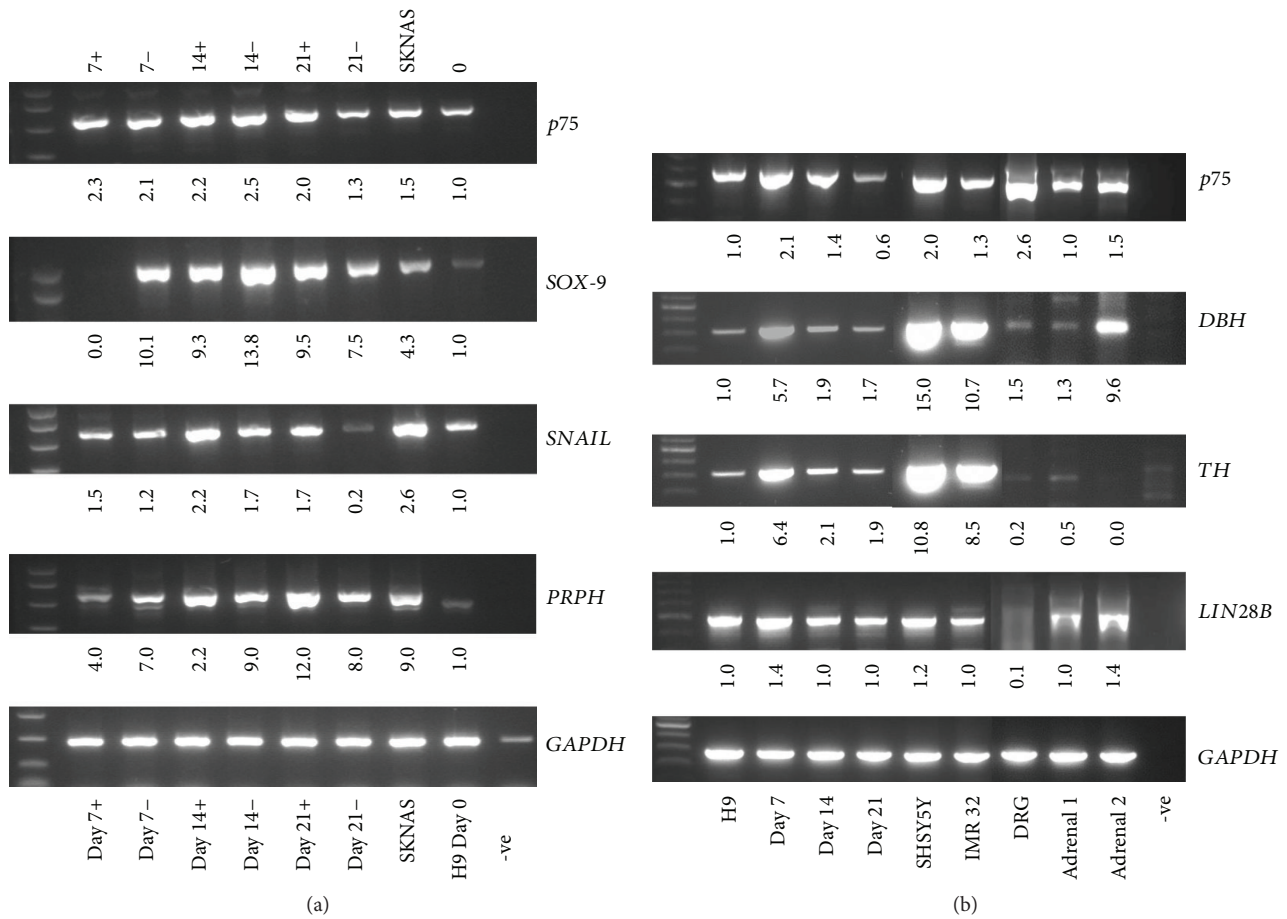 7+ 7− 14+ 14− 21+ 21− SKNAS 0
p75
2.3 2.1 2.2 2.5 2.0 1.3 1.5 1.0
SOX-9
0.0 10.1 9.3 13.8 9.5 7.5 4.3 1.0
SNAIL
1.5 1.2 2.2 1.7 1.7 0.2 2.6 1.0
PRPH
4.0 7.0 2.2 9.0 12.0 8.0 9.0 1.0
GAPDH
Day 7+ Day 7− Day 14+ Day 14− Day 21+ Day 21− SKNAS H9 Day 0 -ve
(a)
p75
1.0 2.1 1.4 0.6 2.0 1.3 2.6 1.0 1.5
DBH
1.0 5.7 1.9 1.7 15.0 10.7 1.5 1.3 9.6
TH
1.0 6.4 2.1 1.9 10.8 8.5 0.2 0.5 0.0
LIN28B
1.0 1.4 1.0 1.0 1.2 1.0 0.1 1.0 1.4
GAPDH
H9 Day 7 Day 14 Day 21 SHSY5Y IMR 32 DRG Adrenal 1 Adrenal 2 -ve
(b)